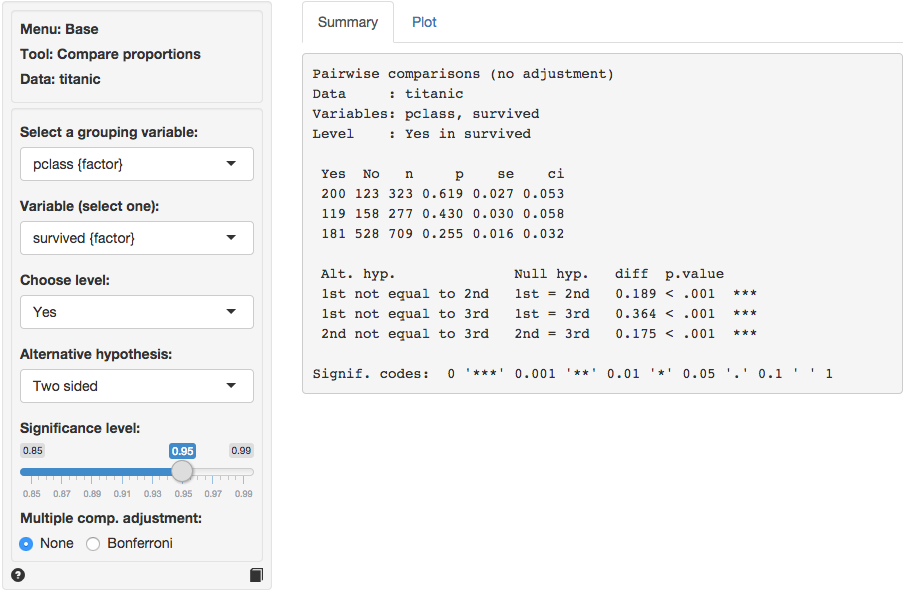 Menu: Base
Tool: Compare proportions
Data: titanic
Select a grouping variable:
pclass {factor}
Variable (select one):
survived {factor}
Choose level:
Yes
Alternative hypothesis:
Two sided
Significance level:
0.85 0.95 0.99
0.85 0.87 0.89 0.91 0.93 0.95 0.97 0.99
Multiple comp. adjustment:
None Bonferroni
?
Summary Plot
Pairwise comparisons (no adjustment)
Data     : titanic
Variables: pclass, survived
Level    : Yes in survived
Yes  No   n     p    se    ci
200 123 323 0.619 0.027 0.053
119 158 277 0.430 0.030 0.058
181 528 709 0.255 0.016 0.032
Alt. hyp.              Null hyp.   diff  p.value
1st not equal to 2nd   1st = 2nd   0.189 < .001  ***
1st not equal to 3rd   1st = 3rd   0.364 < .001  ***
2nd not equal to 3rd   2nd = 3rd   0.175 < .001  ***
Signif. codes:  0 '***' 0.001 '**' 0.01 '*' 0.05 '.' 0.1 ' ' 1